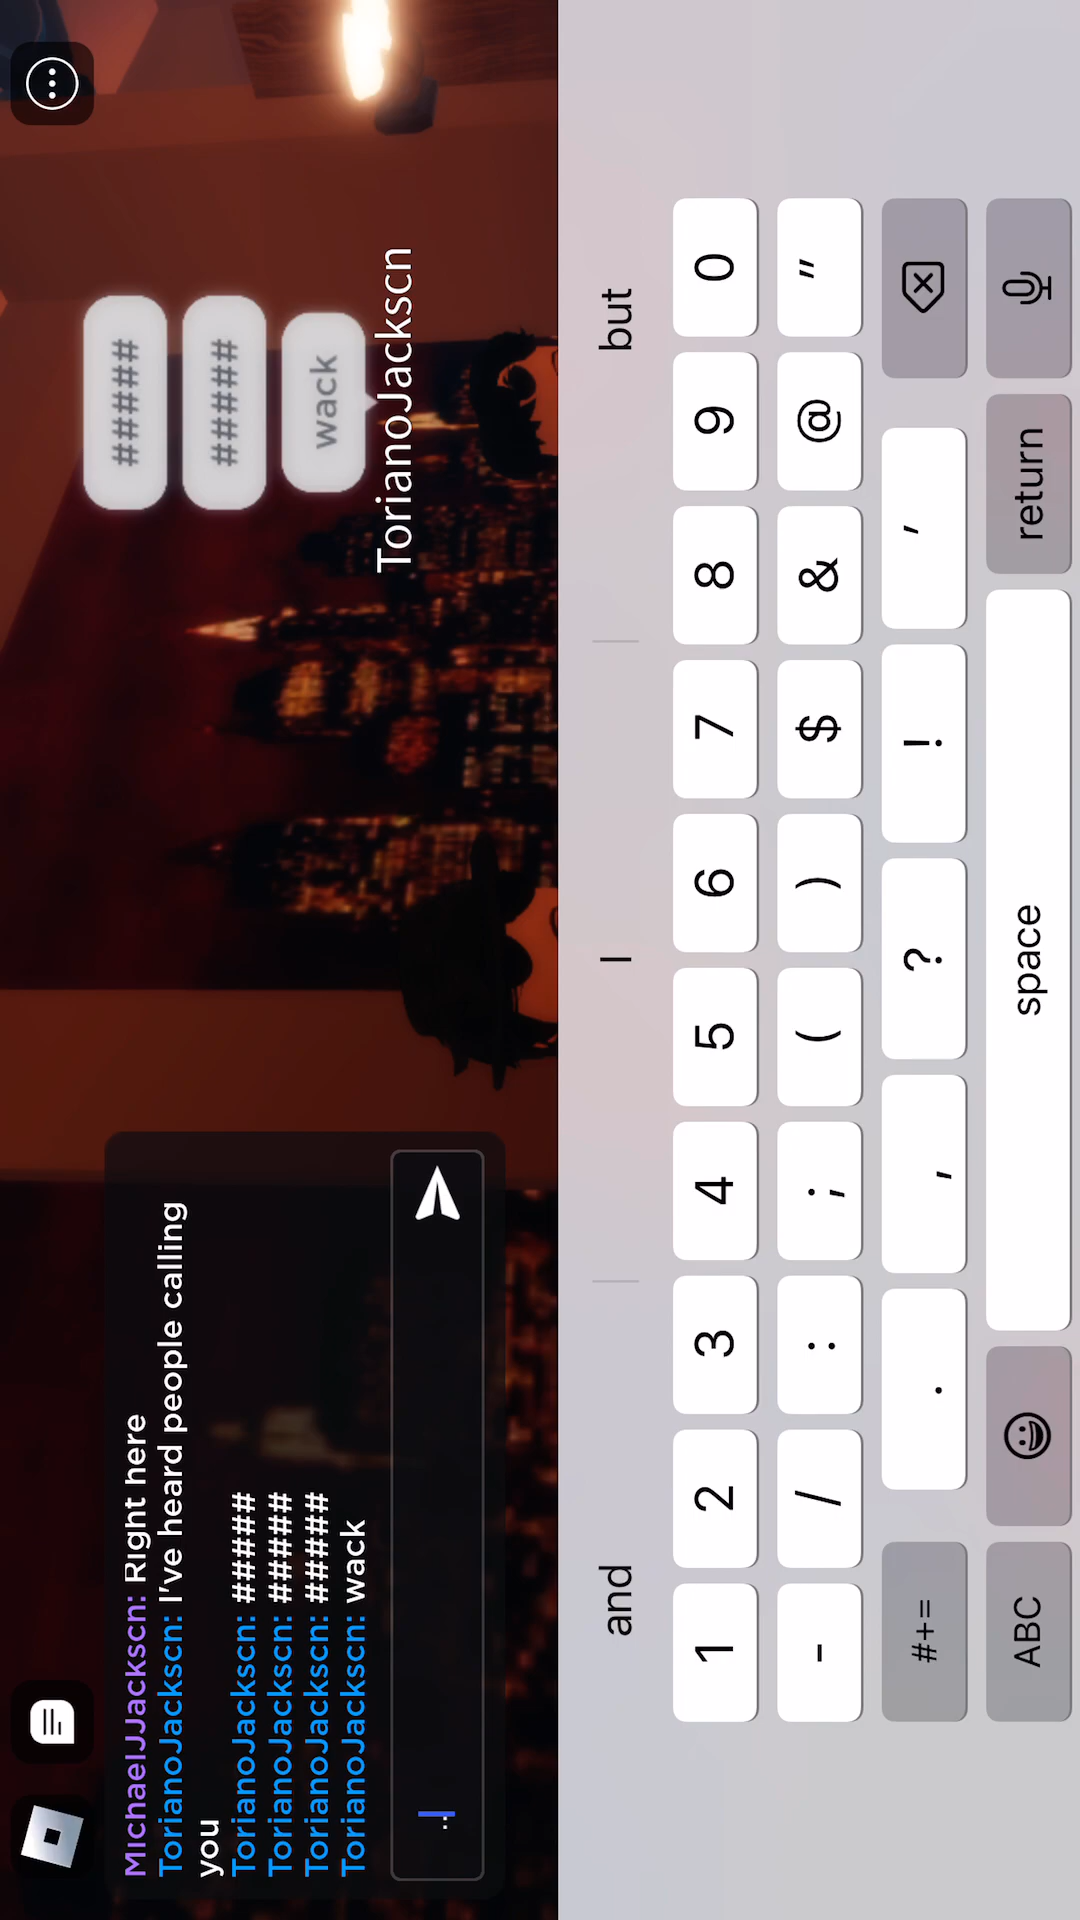 MichaelJJackscn: Right here
TorianoJackscn: I've heard people calling
you
TorianoJackscn: #####
TorianoJackscn: #####
TorianoJackscn: #####
TorianoJackscn: wack
:
#####
#####
wack
TorianoJackscn
and I but
1 2 3 4 5 6 7 8 9 0
- / : ; ( ) $ & @ "
#+= . , ? ! '
ABC space return